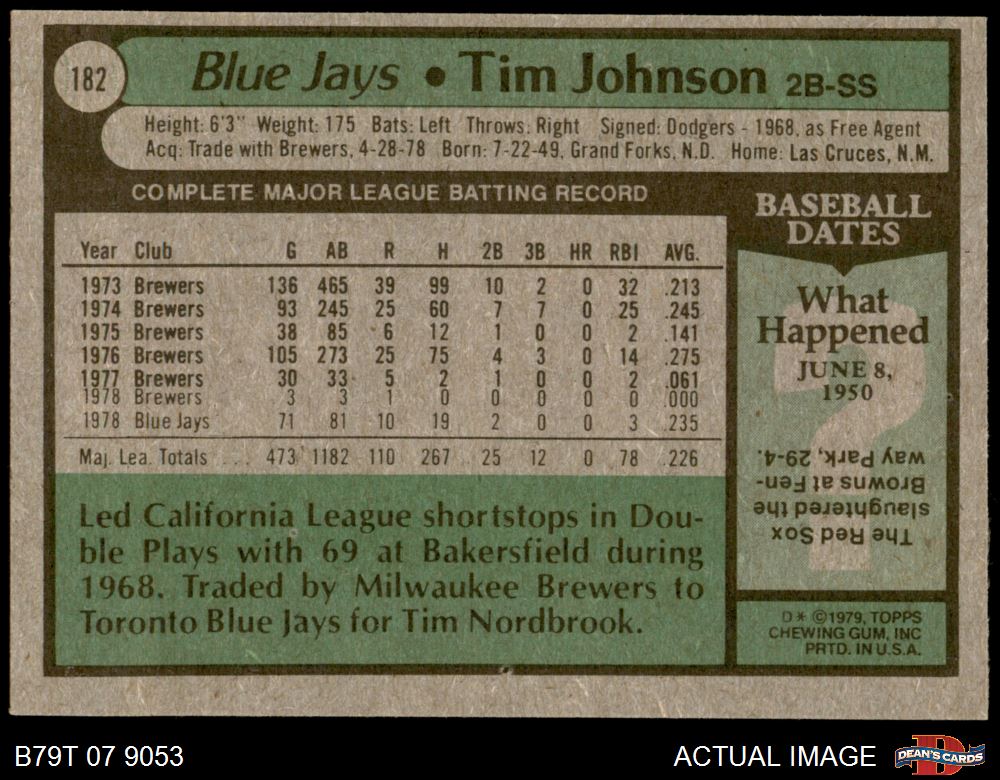 182
Blue Jays • Tim Johnson 2B-SS
Height: 6'3" Weight: 175 Bats: Left Throws: Right Signed: Dodgers - 1968, as Free Agent
Acq: Trade with Brewers, 4-28-78 Born: 7-22-49, Grand Forks, N.D. Home: Las Cruces, N.M.
COMPLETE MAJOR LEAGUE BATTING RECORD
Year Club G AB R H 2B 3B HR RBI AVG.
1973 Brewers 136 465 39 99 10 2 0 32 .213
1974 Brewers 93 245 25 60 7 7 0 25 .245
1975 Brewers 38 85 6 12 1 0 0 2 .141
1976 Brewers 105 273 25 75 4 3 0 14 .275
1977 Brewers 30 33 5 2 1 0 0 2 .061
1978 Brewers 3 3 1 0 0 0 0 0 .000
1978 Blue Jays 71 81 10 19 2 0 0 3 .235
Maj. Lea. Totals ... 473 1182 110 267 25 12 0 78 .226
Led California League shortstops in Dou-
ble Plays with 69 at Bakersfield during
1968. Traded by Milwaukee Brewers to
Toronto Blue Jays for Tim Nordbrook.
BASEBALL
DATES
What
Happened
JUNE 8,
1950
?
The Red Sox
slaughtered the
Browns at Fen-
way Park, 29-4.
D* ©1979, TOPPS
CHEWING GUM, INC
PRTD. IN U.S.A.
B79T 07 9053
ACTUAL IMAGE
D
DEAN'S CARDS